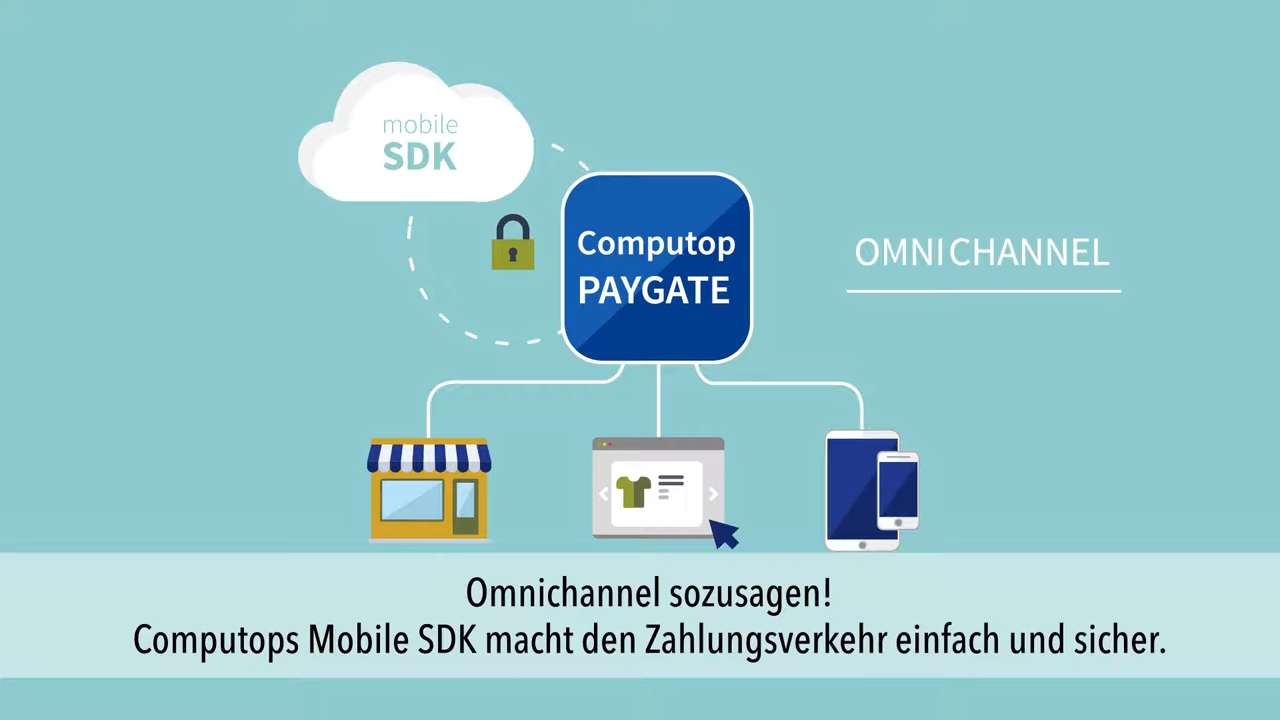 mobile
SDK
Computop
PAYGATE
OMNICHANNEL
Omnichannel sozusagen!
Computops Mobile SDK macht den Zahlungsverkehr einfach und sicher.